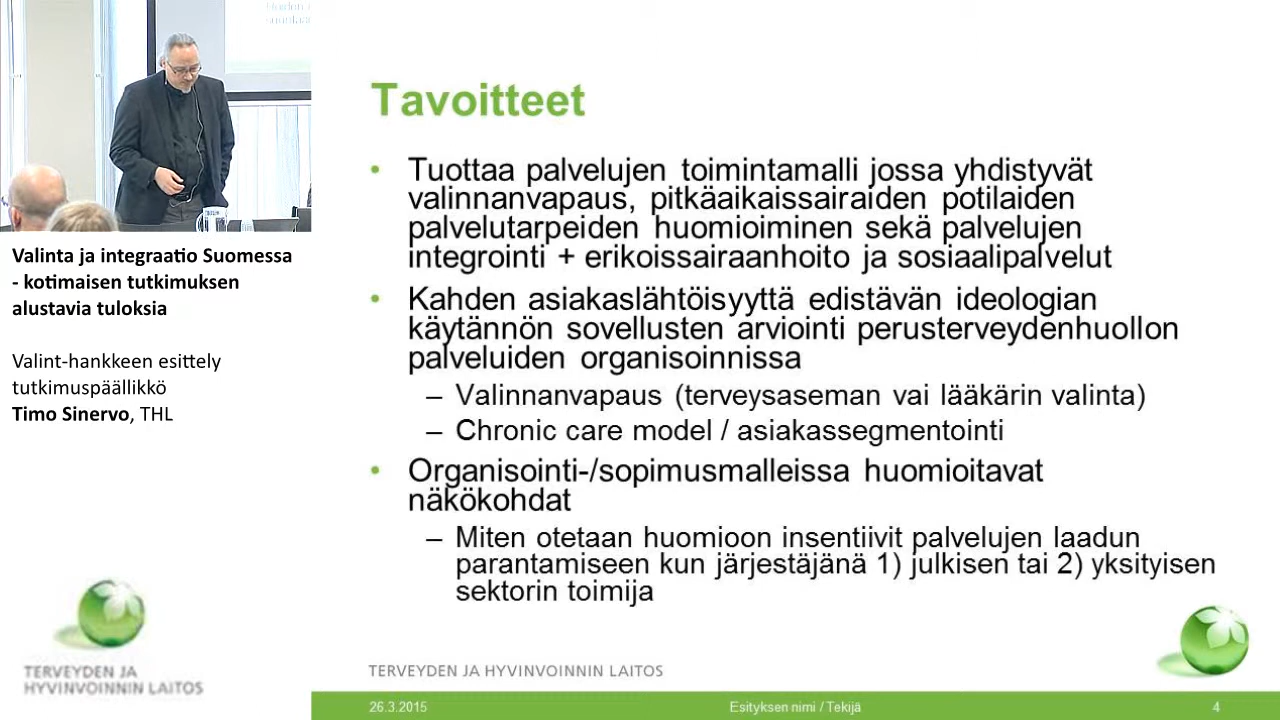 Valinta ja integraatio Suomessa
- kotimaisen tutkimuksen
alustavia tuloksia
Valint-hankkeen esittely
tutkimuspäällikkö
Timo Sinervo, THL
TERVEYDEN JA
HYVINVOINNIN LAITOS
Tavoitteet
• Tuottaa palvelujen toimintamalli jossa yhdistyvät
valinnanvapaus, pitkäaikaissairaiden potilaiden
palvelutarpeiden huomioiminen sekä palvelujen
integrointi + erikoissairaanhoito ja sosiaalipalvelut
• Kahden asiakaslähtöisyyttä edistävän ideologian
käytännön sovellusten arviointi perusterveydenhuollon
palveluiden organisoinnissa
– Valinnanvapaus (terveysaseman vai lääkärin valinta)
– Chronic care model / asiakassegmentointi
• Organisointi-/sopimusmalleissa huomioitavat
näkökohdat
– Miten otetaan huomioon insentiivit palvelujen laadun
parantamiseen kun järjestäjänä 1) julkisen tai 2) yksityisen
sektorin toimija
TERVEYDEN JA HYVINVOINNIN LAITOS
26.3.2015
Esityksen nimi / Tekijä
4